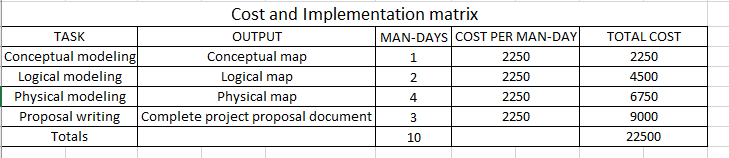 Cost and Implementation matrix
TASK OUTPUT MAN-DAYS COST PER MAN-DAY TOTAL COST
Conceptual modeling Conceptual map 1 2250 2250
Logical modeling Logical map 2 2250 4500
Physical modeling Physical map 4 2250 6750
Proposal writing Complete project proposal document 3 2250 9000
Totals 10 22500